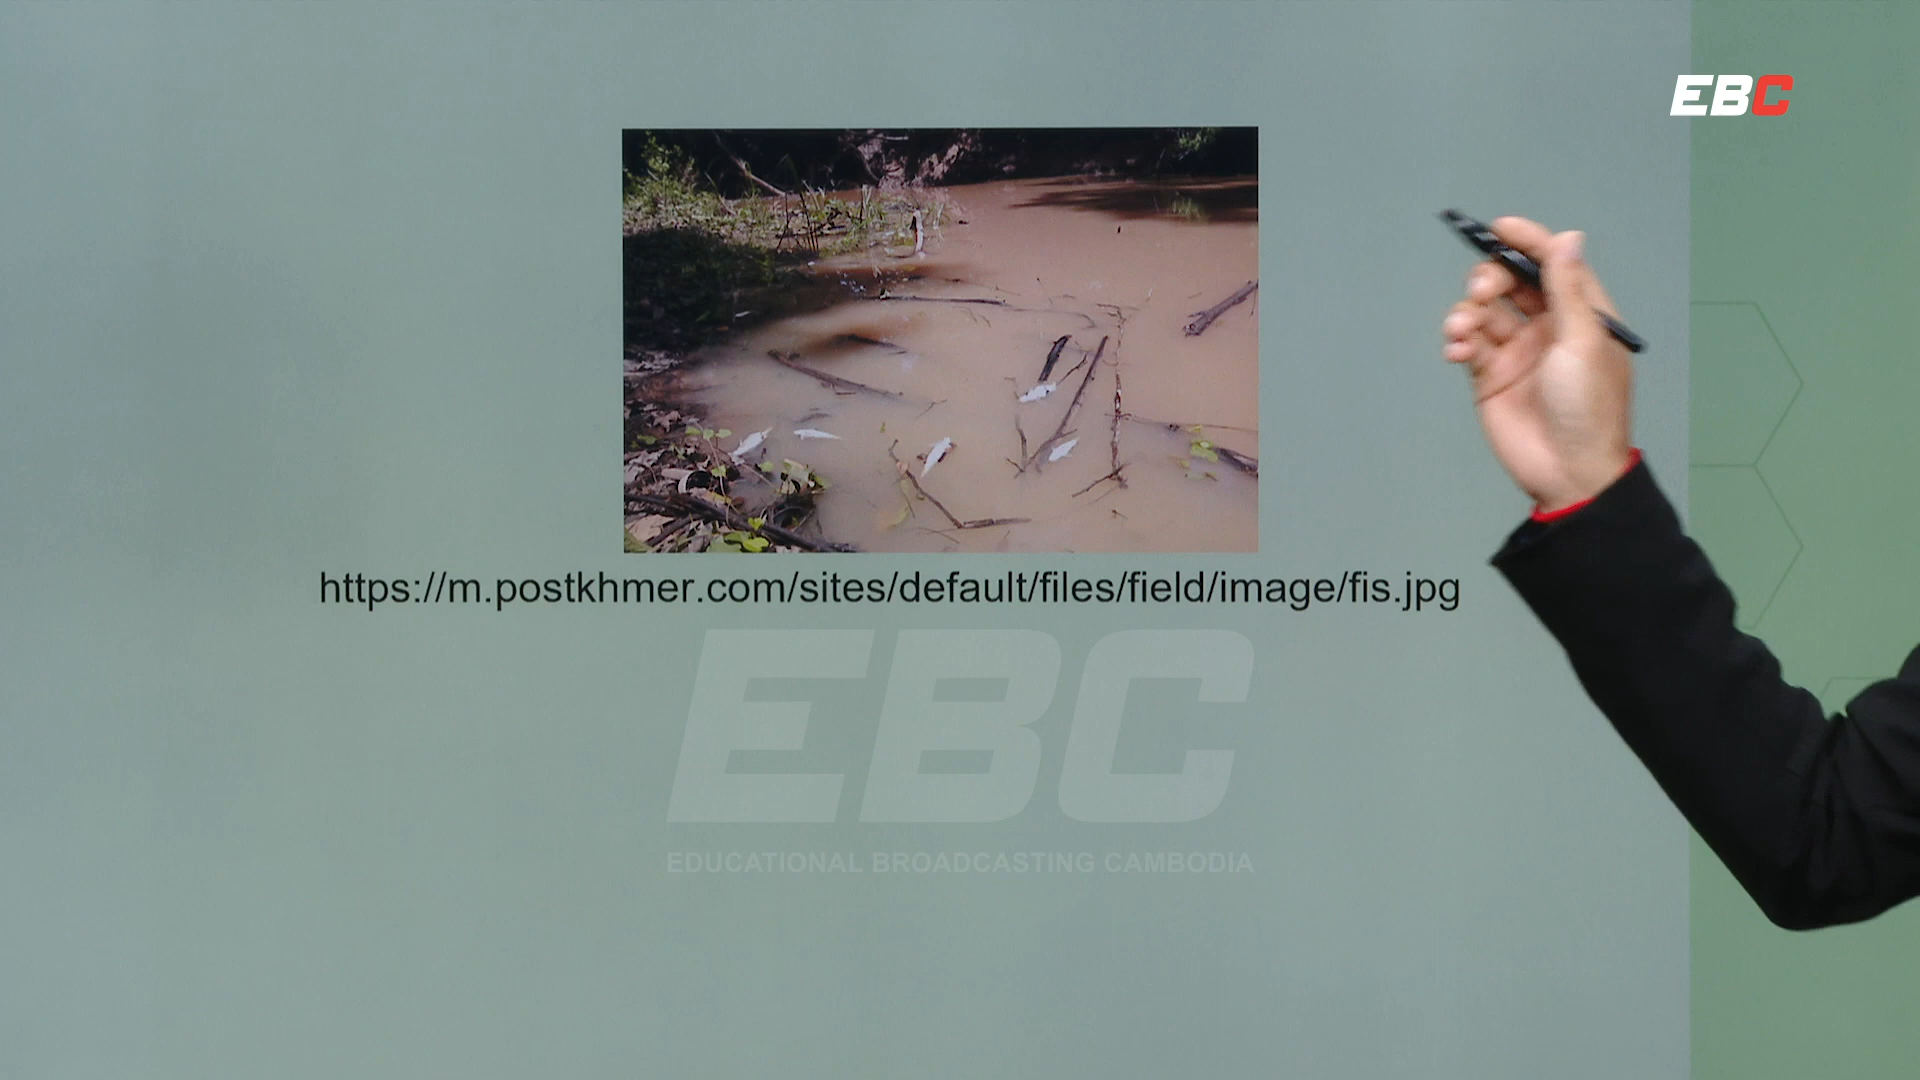 EBC
https://m.postkhmer.com/sites/default/files/field/image/fis.jpg
EBC
EDUCATIONAL BROADCASTING CAMBODIA